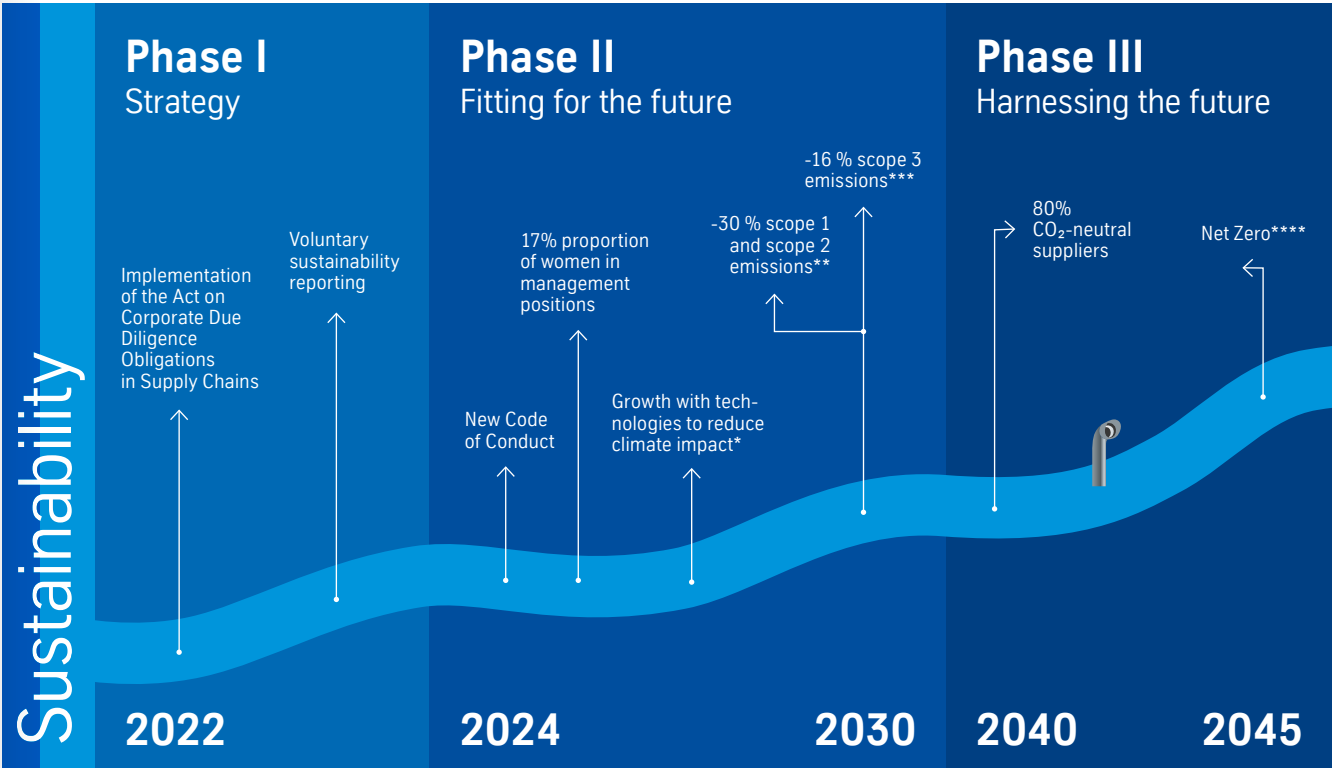 Sustainability
Phase I
Strategy
Implementation
of the Act on
Corporate Due
Diligence
Obligations
in Supply Chains
Voluntary
sustainability
reporting
2022
Phase II
Fitting for the future
New Code
of Conduct
17% proportion
of women in
management
positions
Growth with tech-
nologies to reduce
climate impact*
-30 % scope 1
and scope 2
emissions**
-16 % scope 3
emissions***
2024
2030
Phase III
Harnessing the future
80%
CO₂-neutral
suppliers
Net Zero****
2040
2045